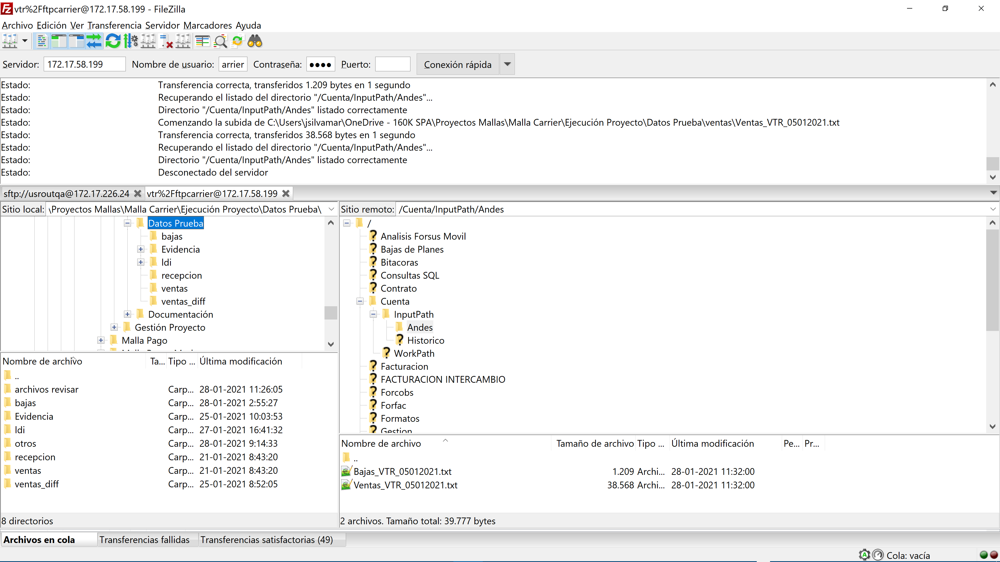 vtr%2Fftpcarrier@172.17.58.199 - FileZilla
Archivo Edición Ver Transferencia Servidor Marcadores Ayuda
Servidor: 172.17.58.199 Nombre de usuario: arrier Contraseña: ●●●● Puerto: Conexión rápida
Estado: Transferencia correcta, transferidos 1.209 bytes en 1 segundo
Estado: Recuperando el listado del directorio "/Cuenta/InputPath/Andes"...
Estado: Directorio "/Cuenta/InputPath/Andes" listado correctamente
Estado: Comenzando la subida de C:\Users\jsilvamar\OneDrive - 160K SPA\Proyectos Mallas\Malla Carrier\Ejecución Proyecto\Datos Prueba\ventas\Ventas_VTR_05012021.txt
Estado: Transferencia correcta, transferidos 38.568 bytes en 1 segundo
Estado: Recuperando el listado del directorio "/Cuenta/InputPath/Andes"...
Estado: Directorio "/Cuenta/InputPath/Andes" listado correctamente
Estado: Desconectado del servidor
sftp://usroutqa@172.17.226.24 vtr%2Fftpcarrier@172.17.58.199
Sitio local: \Proyectos Mallas\Malla Carrier\Ejecución Proyecto\Datos Prueba\
Datos Prueba
bajas
Evidencia
ldi
recepcion
ventas
ventas_diff
Documentación
Gestión Proyecto
Malla Pago
Nombre de archivo Ta... Tipo ... Última modificación
..
archivos revisar Carp... 28-01-2021 11:26:05
bajas Carp... 28-01-2021 2:55:27
Evidencia Carp... 25-01-2021 10:03:53
ldi Carp... 27-01-2021 16:41:32
otros Carp... 28-01-2021 9:14:33
recepcion Carp... 21-01-2021 8:43:20
ventas Carp... 21-01-2021 8:43:20
ventas_diff Carp... 25-01-2021 8:52:05
8 directorios
Sitio remoto: /Cuenta/InputPath/Andes
/
Analisis Forsus Movil
Bajas de Planes
Bitacoras
Consultas SQL
Contrato
Cuenta
InputPath
Andes
Historico
WorkPath
Facturacion
FACTURACION INTERCAMBIO
Forcobs
Forfac
Formatos
Gestion
Nombre de archivo Tamaño de archivo Tipo ... Última modificación Pe... Pr...
..
Bajas_VTR_05012021.txt 1.209 Archi... 28-01-2021 11:32:00
Ventas_VTR_05012021.txt 38.568 Archi... 28-01-2021 11:32:00
2 archivos. Tamaño total: 39.777 bytes
Archivos en cola Transferencias fallidas Transferencias satisfactorias (49)
Cola: vacía